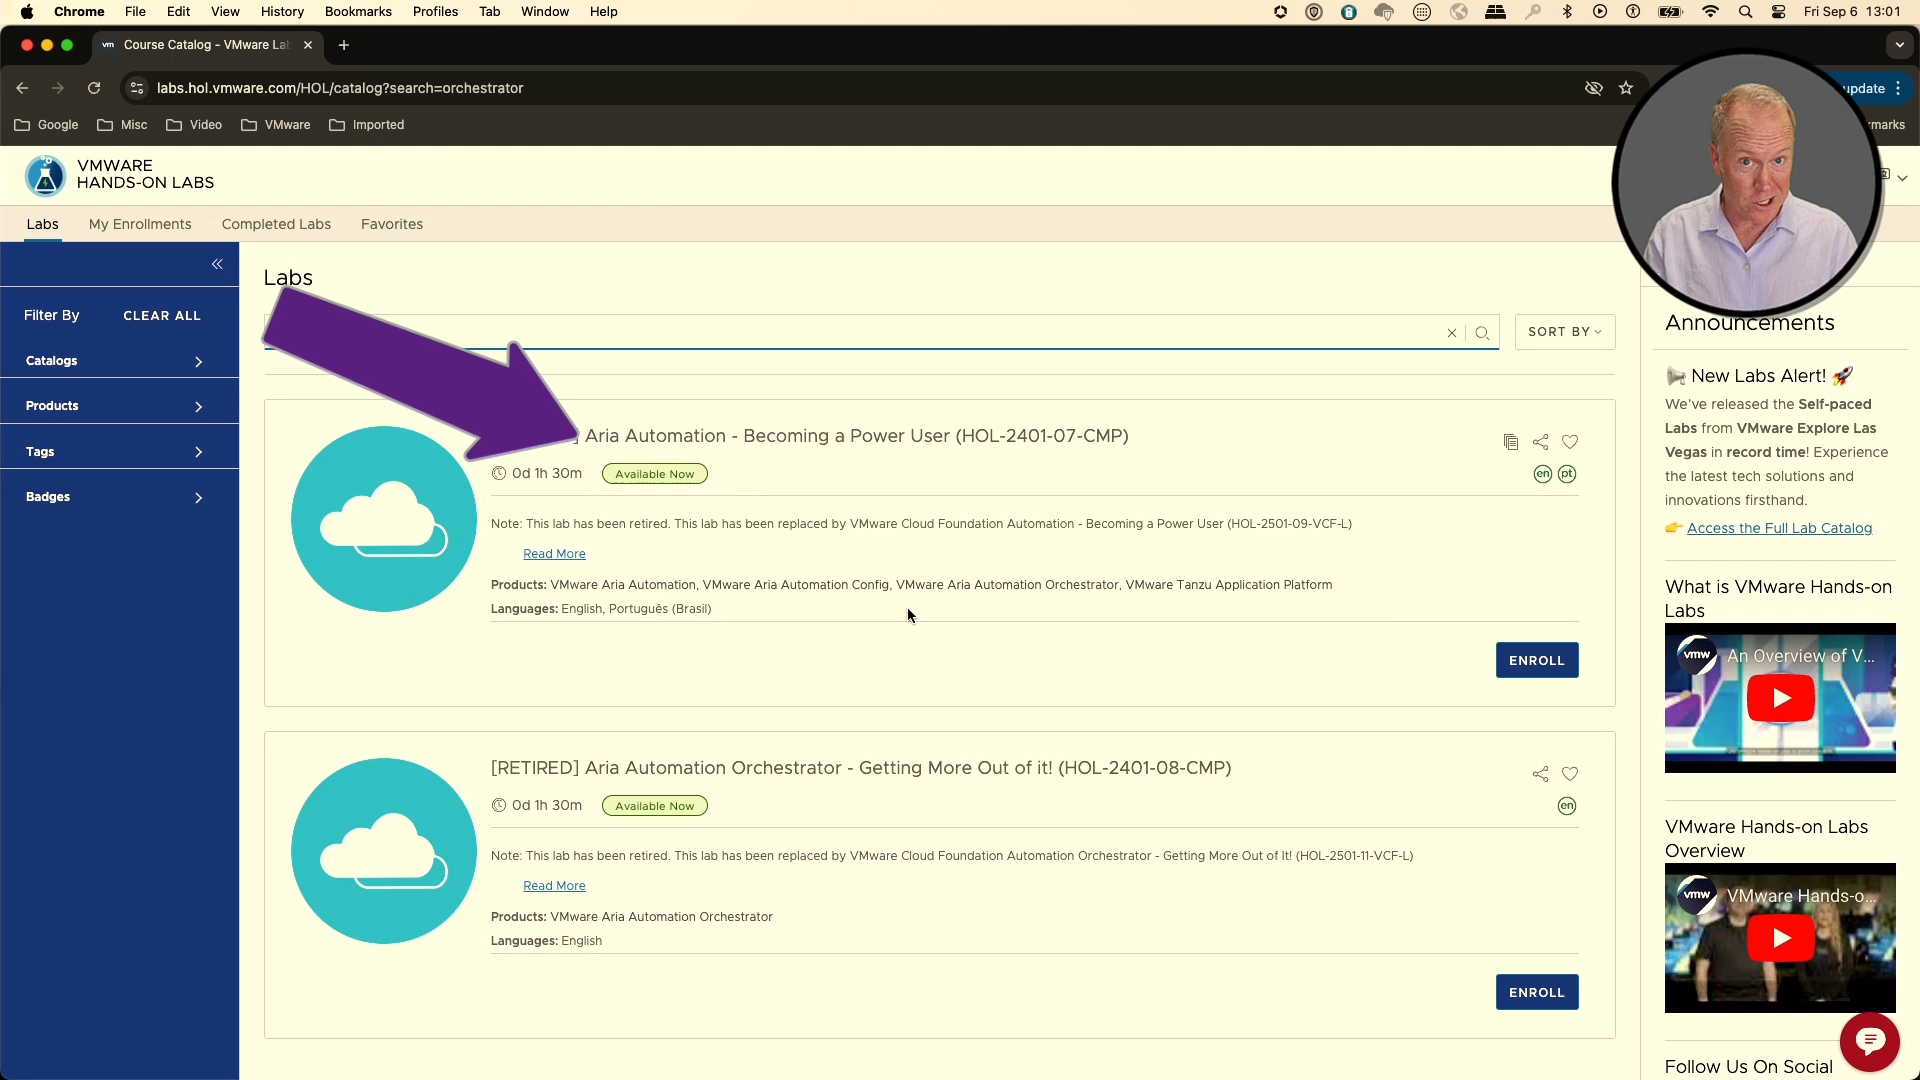 Chrome File Edit View History Bookmarks Profiles Tab Window Help Fri Sep 6 13:01
vm Course Catalog - VMware La
labs.hol.vmware.com/HOL/catalog?search=orchestrator update
Google Misc Video VMware Imported
VMWARE
HANDS-ON LABS
Labs My Enrollments Completed Labs Favorites
Filter By CLEAR ALL
Catalogs
Products
Tags
Badges
Labs
SORT BY
] Aria Automation - Becoming a Power User (HOL-2401-07-CMP)
0d 1h 30m Available Now en pt
Note: This lab has been retired. This lab has been replaced by VMware Cloud Foundation Automation - Becoming a Power User (HOL-2501-09-VCF-L)
Read More
Products: VMware Aria Automation, VMware Aria Automation Config, VMware Aria Automation Orchestrator, VMware Tanzu Application Platform
Languages: English, Português (Brasil)
ENROLL
[RETIRED] Aria Automation Orchestrator - Getting More Out of it! (HOL-2401-08-CMP)
0d 1h 30m Available Now en
Note: This lab has been retired. This lab has been replaced by VMware Cloud Foundation Automation Orchestrator - Getting More Out of It! (HOL-2501-11-VCF-L)
Read More
Products: VMware Aria Automation Orchestrator
Languages: English
ENROLL
Announcements
New Labs Alert!
We've released the Self-paced
Labs from VMware Explore Las
Vegas in record time! Experience
the latest tech solutions and
innovations firsthand.
Access the Full Lab Catalog
What is VMware Hands-on
Labs
vmw An Overview of V...
VMware Hands-on Labs
Overview
vmw VMware Hands-o...
Follow Us On Social